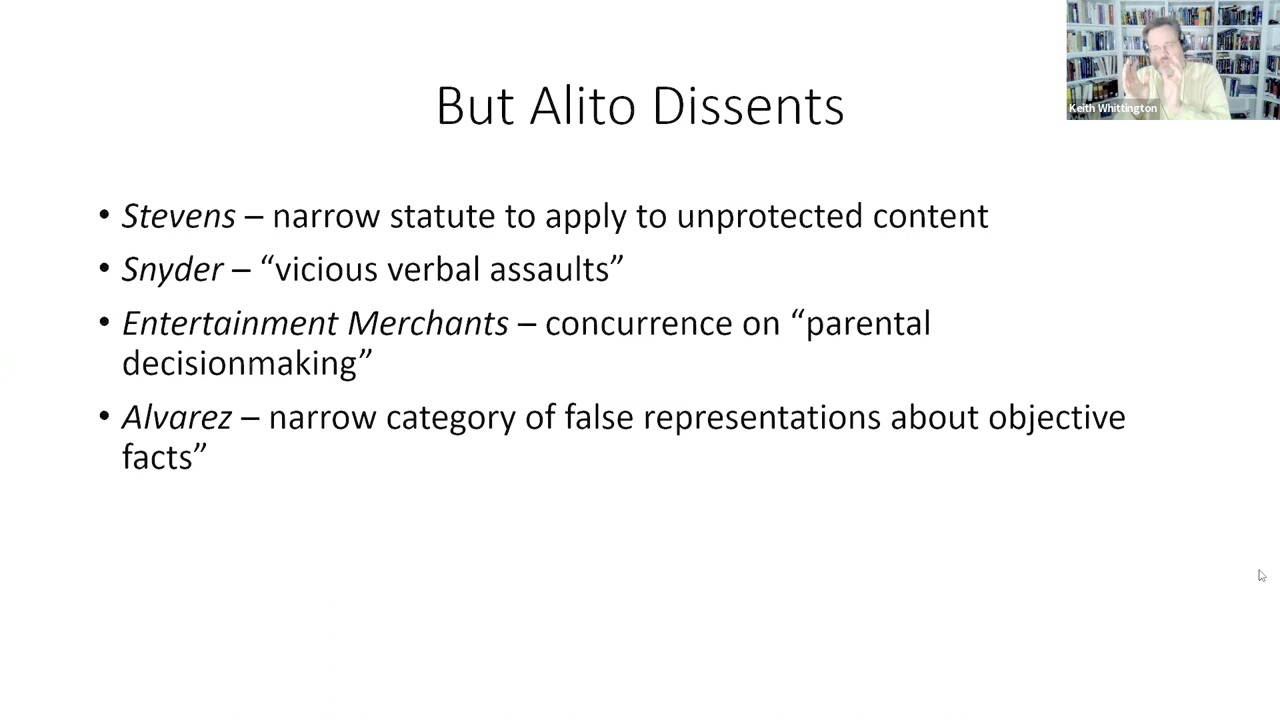 Keith Whittington
But Alito Dissents
• Stevens – narrow statute to apply to unprotected content
• Snyder – “vicious verbal assaults”
• Entertainment Merchants – concurrence on “parental
decisionmaking”
• Alvarez – narrow category of false representations about objective
facts”